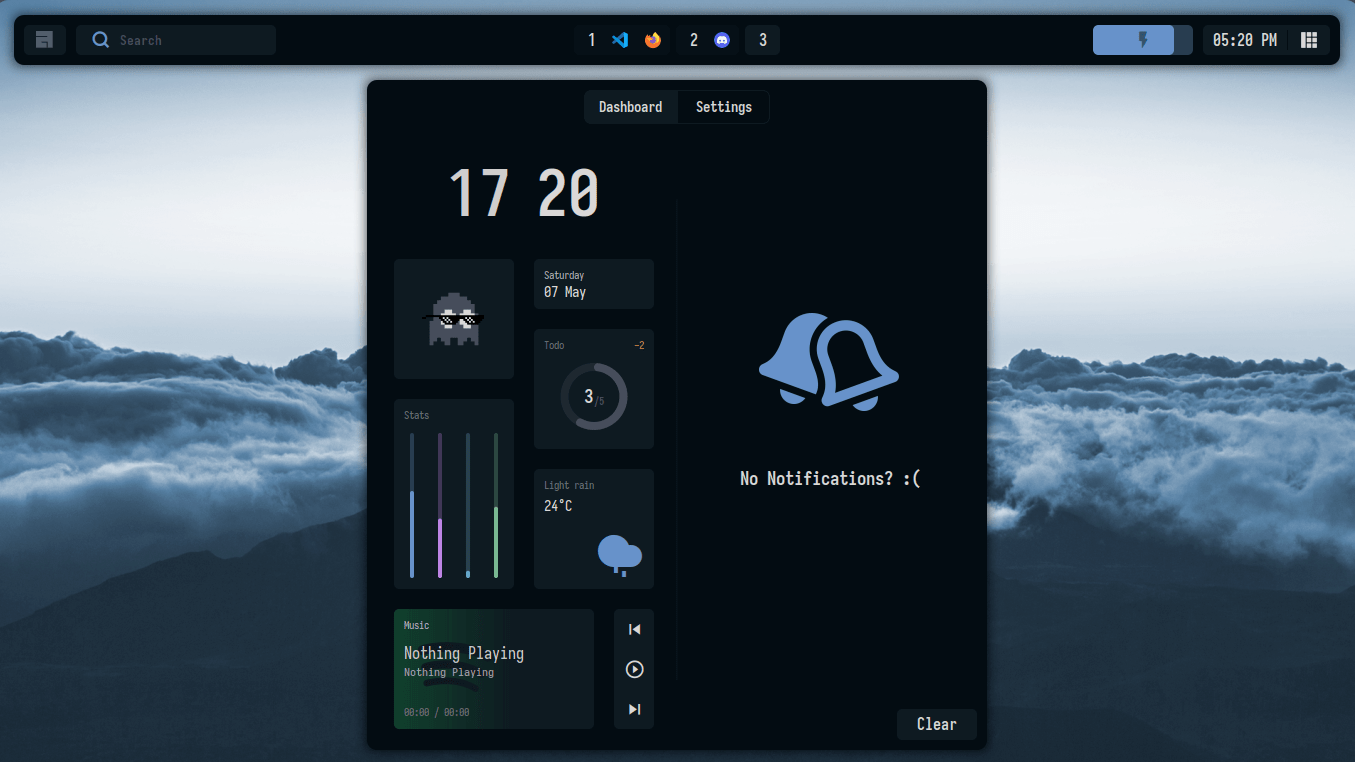 Search
1
2
3
05:20 PM
Dashboard
Settings
17 20
Saturday
07 May
Todo
-2
3/5
Stats
Light rain
24°C
Music
Nothing Playing
Nothing Playing
00:00 / 00:00
No Notifications? :(
Clear